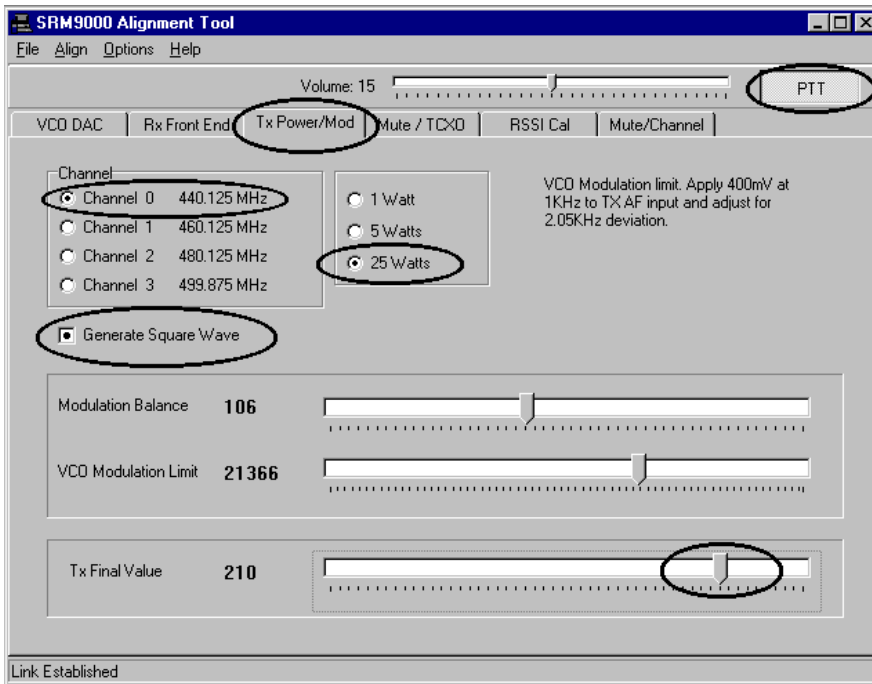 SRM9000 Alignment Tool
File Align Options Help
Volume: 15
PTT
VCO DAC
Rx Front End
Tx Power/Mod
Mute / TCXO
RSSI Cal
Mute/Channel
Channel
Channel 0 440.125 MHz
Channel 1 460.125 MHz
Channel 2 480.125 MHz
Channel 3 499.875 MHz
1 Watt
5 Watts
25 Watts
VCO Modulation limit. Apply 400mV at
1KHz to TX AF input and adjust for
2.05KHz deviation.
Generate Square Wave
Modulation Balance 106
VCO Modulation Limit 21366
Tx Final Value 210
Link Established